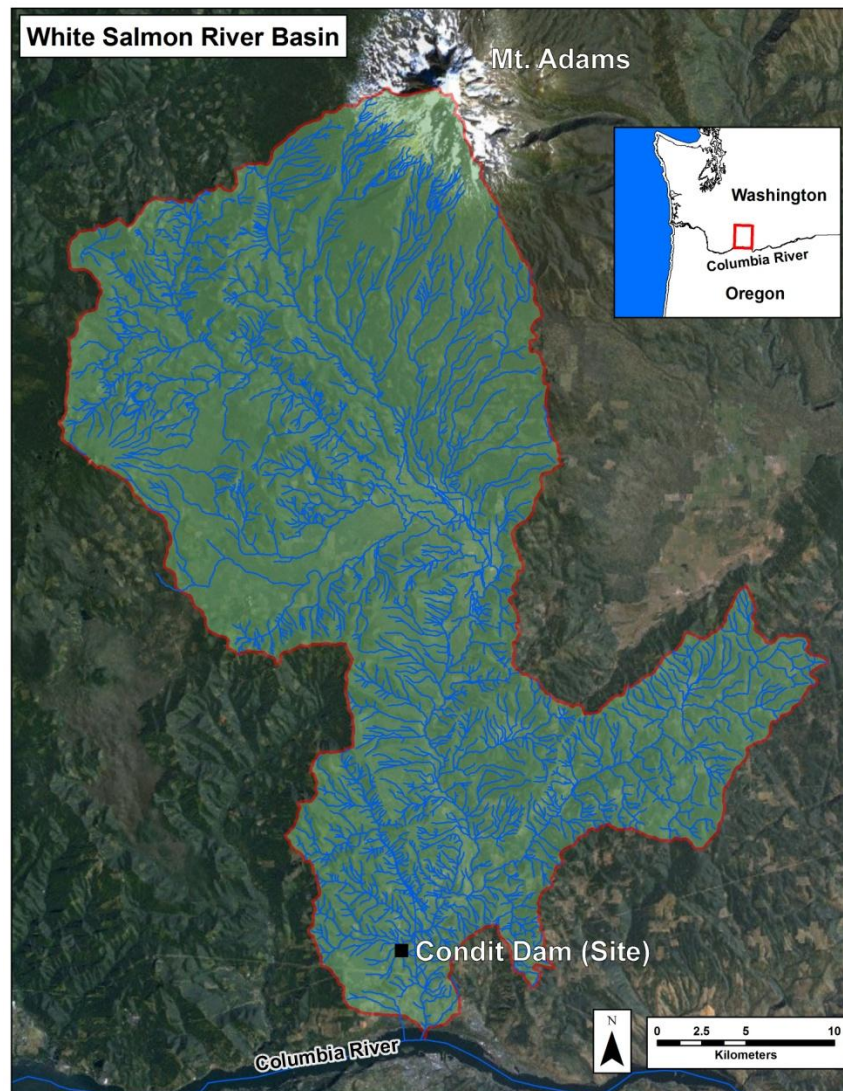 White Salmon River Basin
Mt. Adams
Washington
Columbia River
Oregon
Condit Dam (Site)
N
0 2.5 5 10
Kilometers
Columbia River